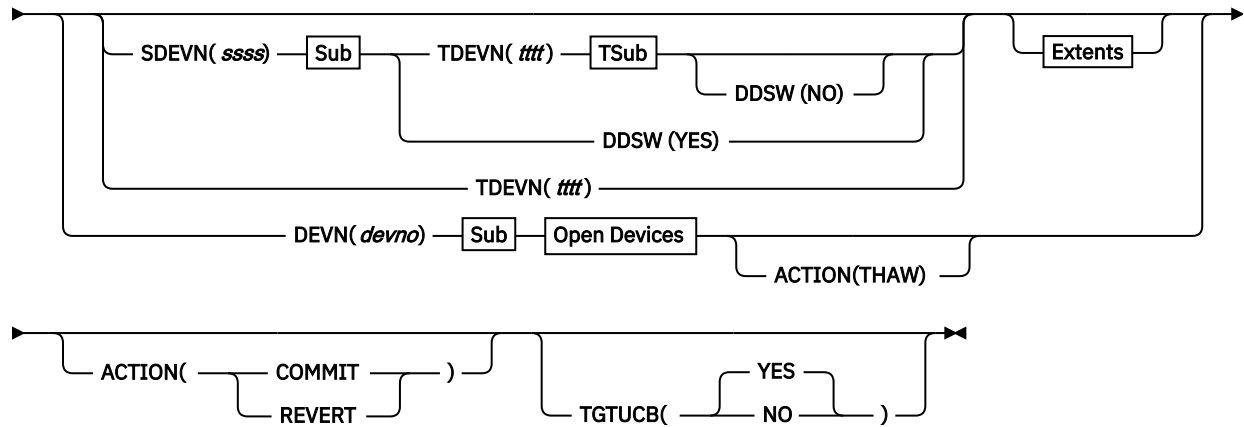 Extents
SDEVN( ssss) Sub TDEVN( tttt) TSub
DDSW (NO)
DDSW (YES)
TDEVN( tttt)
DEVN( devno) Sub Open Devices
ACTION(THAW)
ACTION( COMMIT )
REVERT
YES
TGTUCB( NO )